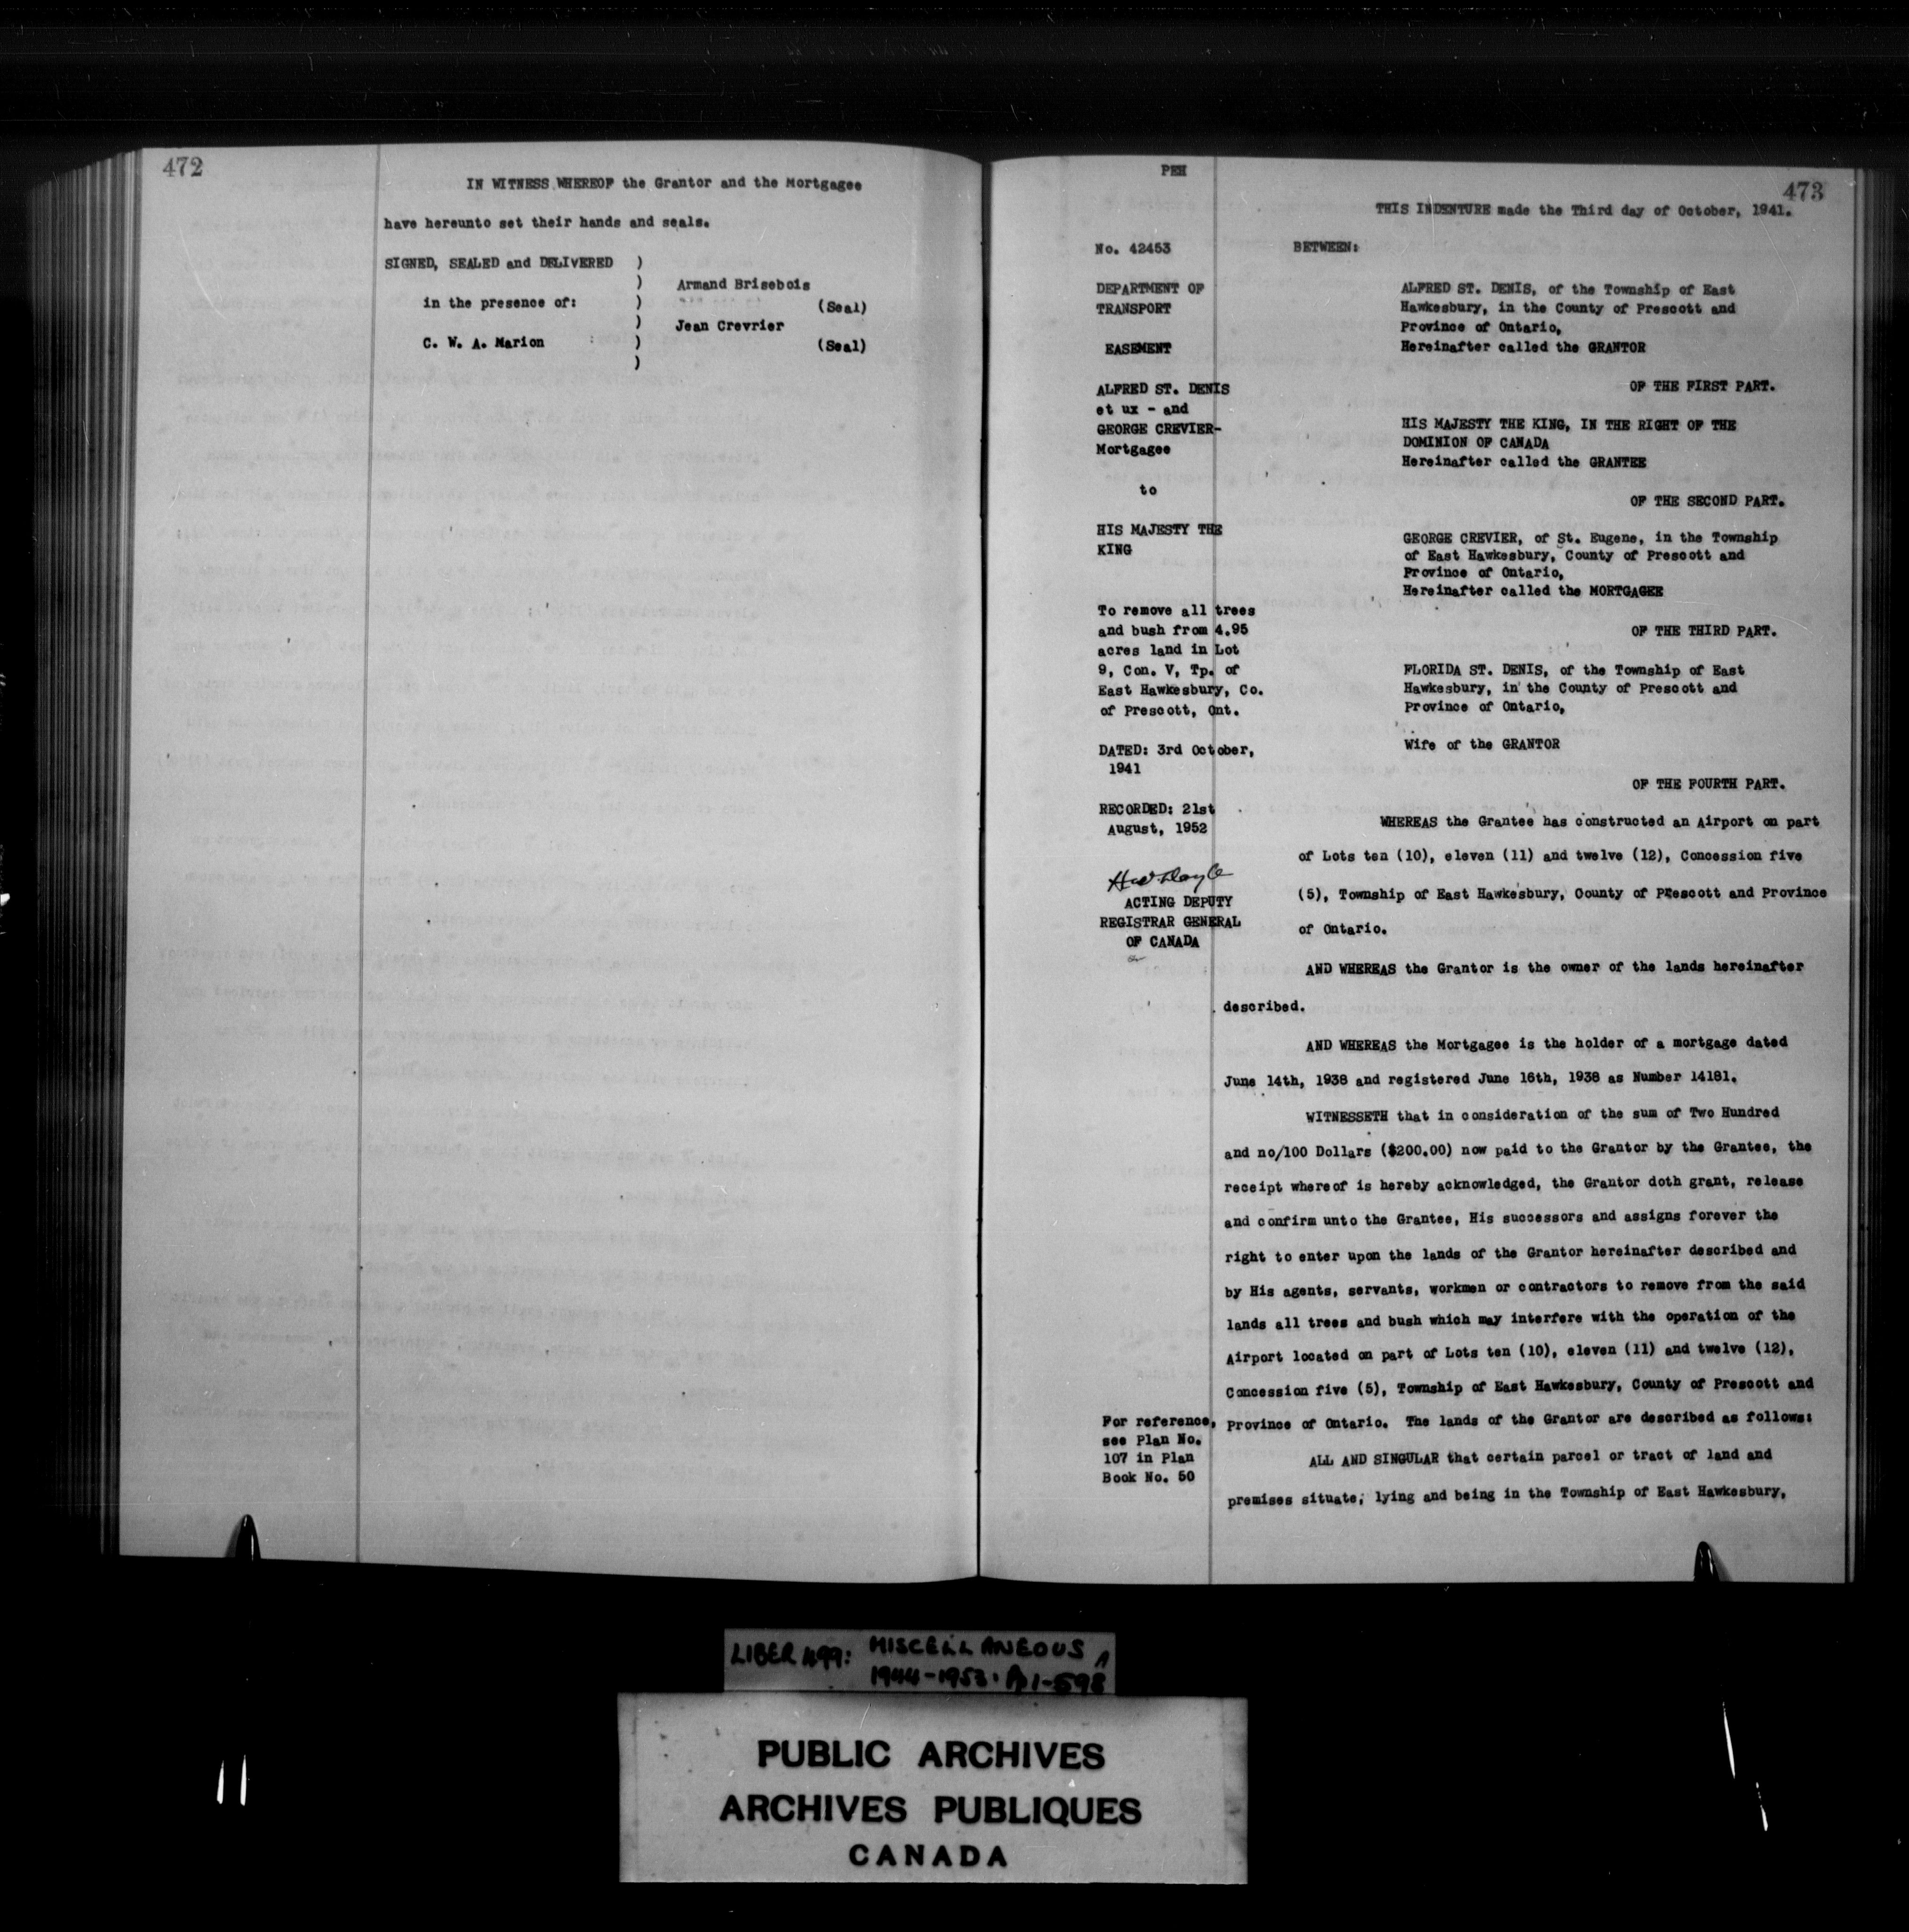 472
IN WITNESS WHEREOF the Grantor and the Mortgagee
have hereunto set their hands and seals.
SIGNED, SEALED and DELIVERED )
) Armand Brisebois
in the presence of: ) (Seal)
) Jean Crevrier
C. W. A. Marion ) (Seal)
)
PEH
473
THIS INDENTURE made the Third day of October, 1941.
No. 42453
DEPARTMENT OF
TRANSPORT
EASEMENT
ALFRED ST. DENIS
et ux - and
GEORGE CREVIER-
Mortgagee
to
HIS MAJESTY THE
KING
To remove all trees
and bush from 4.95
acres land in Lot
9, Con. V, Tp. of
East Hawkesbury, Co.
of Prescott, Ont.
DATED: 3rd October,
1941
RECORDED: 21st
August, 1952
ACTING DEPUTY
REGISTRAR GENERAL
OF CANADA
BETWEEN:
ALFRED ST. DENIS, of the Township of East
Hawkesbury, in the County of Prescott and
Province of Ontario,
Hereinafter called the GRANTOR
OF THE FIRST PART.
HIS MAJESTY THE KING, IN THE RIGHT OF THE
DOMINION OF CANADA
Hereinafter called the GRANTEE
OF THE SECOND PART.
GEORGE CREVIER, of St. Eugene, in the Township
of East Hawkesbury, County of Prescott and
Province of Ontario,
Hereinafter called the MORTGAGEE
OF THE THIRD PART.
FLORIDA ST. DENIS, of the Township of East
Hawkesbury, in the County of Prescott and
Province of Ontario,
Wife of the GRANTOR
OF THE FOURTH PART.
WHEREAS the Grantee has constructed an Airport on part
of Lots ten (10), eleven (11) and twelve (12), Concession five
(5), Township of East Hawkesbury, County of Prescott and Province
of Ontario.
AND WHEREAS the Grantor is the owner of the lands hereinafter
described.
AND WHEREAS the Mortgagee is the holder of a mortgage dated
June 14th, 1938 and registered June 16th, 1938 as Number 14181.
WITNESSETH that in consideration of the sum of Two Hundred
and no/100 Dollars ($200.00) now paid to the Grantor by the Grantee, the
receipt whereof is hereby acknowledged, the Grantor doth grant, release
and confirm unto the Grantee, His successors and assigns forever the
right to enter upon the lands of the Grantor hereinafter described and
by His agents, servants, workmen or contractors to remove from the said
lands all trees and bush which may interfere with the operation of the
Airport located on part of Lots ten (10), eleven (11) and twelve (12),
Concession five (5), Township of East Hawkesbury, County of Prescott and
Province of Ontario. The lands of the Grantor are described as follows:
For reference,
see Plan No.
107 in Plan
Book No. 50
ALL AND SINGULAR that certain parcel or tract of land and
premises situate, lying and being in the Township of East Hawkesbury,
LIBER 499: MISCELLANEOUS
1944-1953. Pp 1-598
PUBLIC ARCHIVES
ARCHIVES PUBLIQUES
CANADA